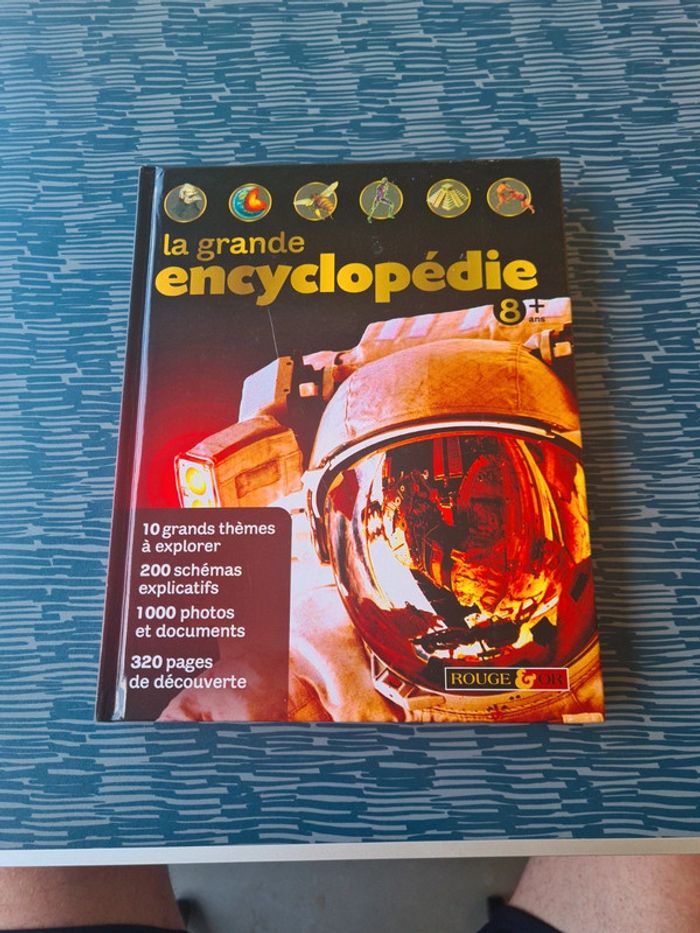 la grande
encyclopédie
8+
ans
10 grands thèmes
à explorer
200 schémas
explicatifs
1000 photos
et documents
320 pages
de découverte
ROUGE & OR